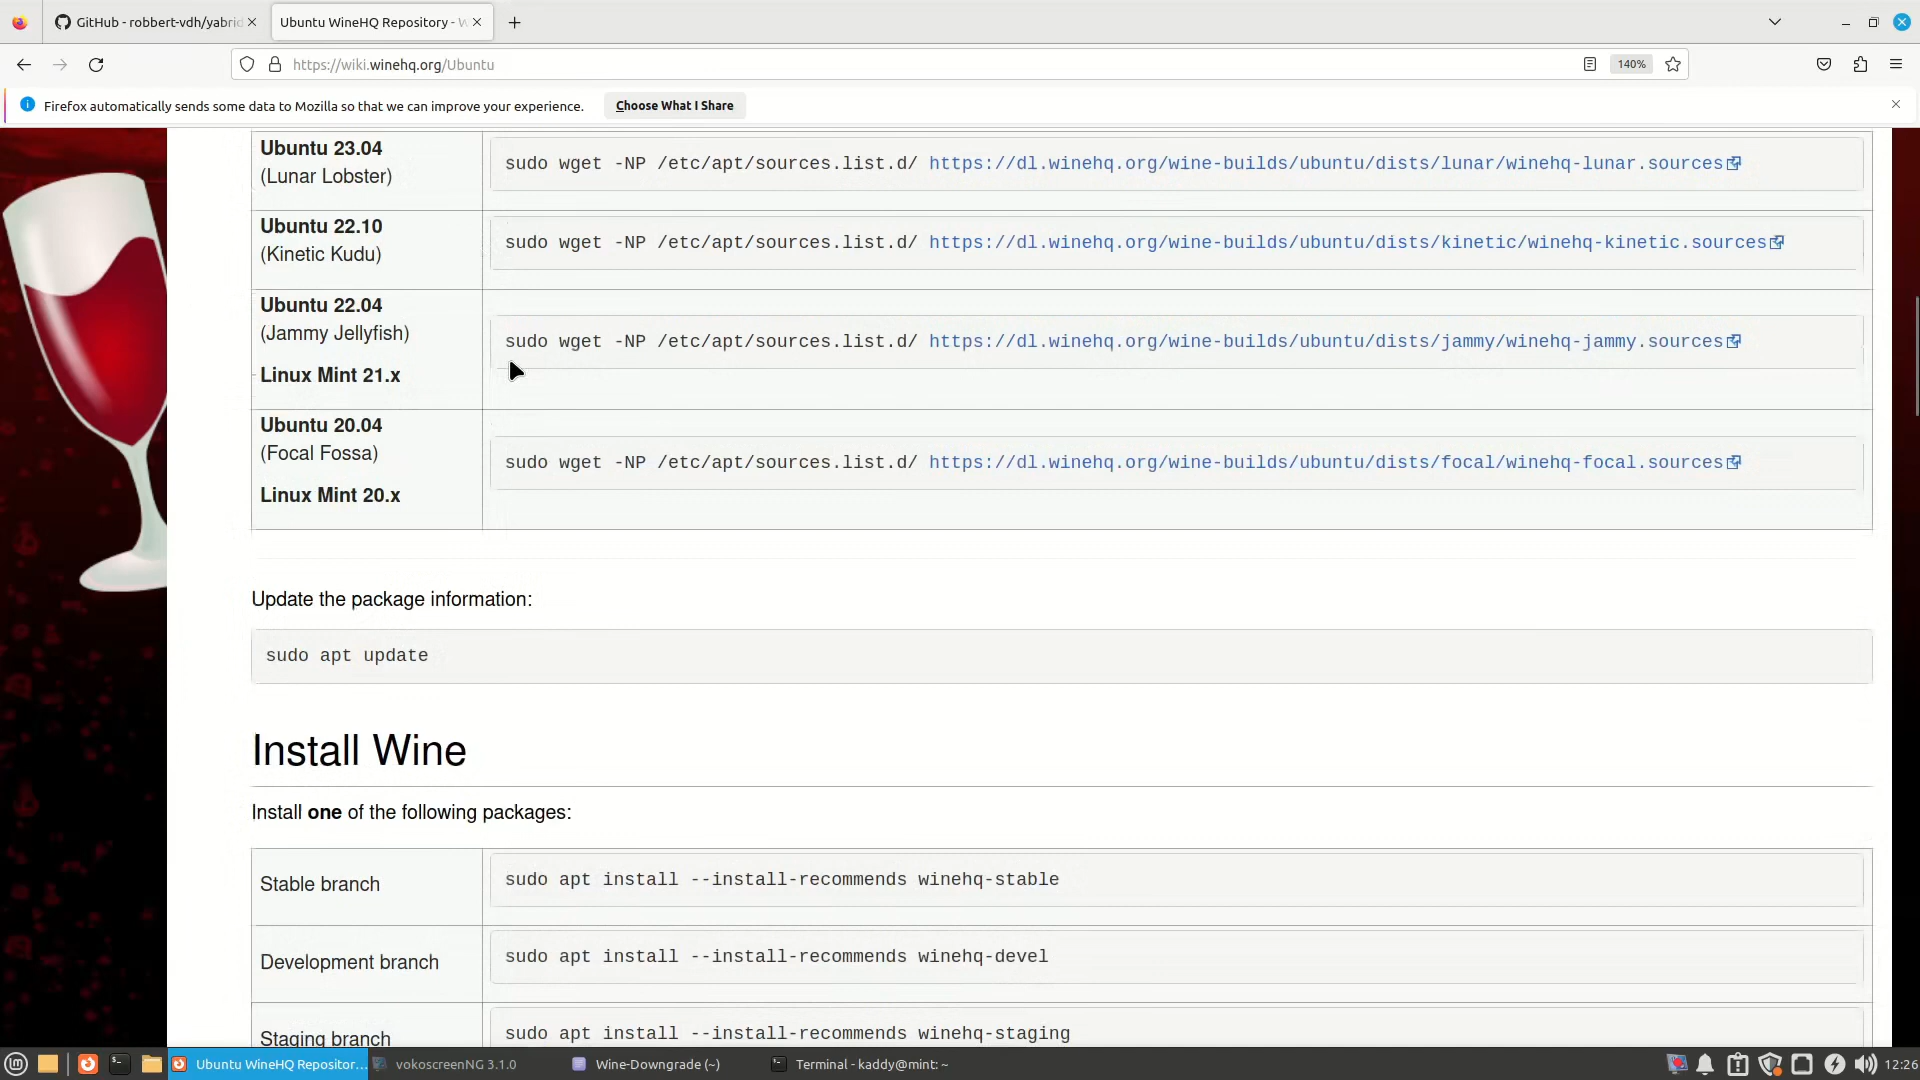 GitHub - robbert-vdh/yabrid
Ubuntu WineHQ Repository - W
https://wiki.winehq.org/Ubuntu
140%
Firefox automatically sends some data to Mozilla so that we can improve your experience.
Choose What I Share
Ubuntu 23.04
(Lunar Lobster)
sudo wget -NP /etc/apt/sources.list.d/ https://dl.winehq.org/wine-builds/ubuntu/dists/lunar/winehq-lunar.sources
Ubuntu 22.10
(Kinetic Kudu)
sudo wget -NP /etc/apt/sources.list.d/ https://dl.winehq.org/wine-builds/ubuntu/dists/kinetic/winehq-kinetic.sources
Ubuntu 22.04
(Jammy Jellyfish)
Linux Mint 21.x
sudo wget -NP /etc/apt/sources.list.d/ https://dl.winehq.org/wine-builds/ubuntu/dists/jammy/winehq-jammy.sources
Ubuntu 20.04
(Focal Fossa)
Linux Mint 20.x
sudo wget -NP /etc/apt/sources.list.d/ https://dl.winehq.org/wine-builds/ubuntu/dists/focal/winehq-focal.sources
Update the package information:
sudo apt update
Install Wine
Install one of the following packages:
Stable branch
sudo apt install --install-recommends winehq-stable
Development branch
sudo apt install --install-recommends winehq-devel
Staging branch
sudo apt install --install-recommends winehq-staging
Ubuntu WineHQ Repositor...
vokoscreenNG 3.1.0
Wine-Downgrade (~)
Terminal - kaddy@mint: ~
12:26